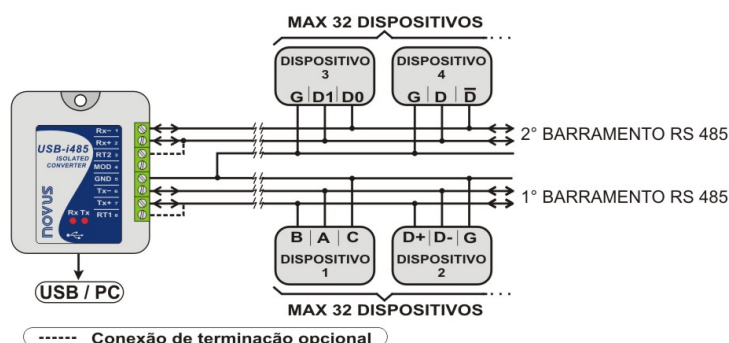 MAX 32 DISPOSITIVOS
DISPOSITIVO
3
G D1 D0
DISPOSITIVO
4
G D D̅
Rx- 1
Rx+ 2
RT2 3
MOD 4
GND 5
Tx- 6
Tx+ 7
RT1 8
USB-i485
ISOLATED
CONVERTER
Rx Tx
novus
2° BARRAMENTO RS 485
1° BARRAMENTO RS 485
B A C
DISPOSITIVO
1
D+ D- G
DISPOSITIVO
2
USB / PC
MAX 32 DISPOSITIVOS
Conexão de terminação opcional